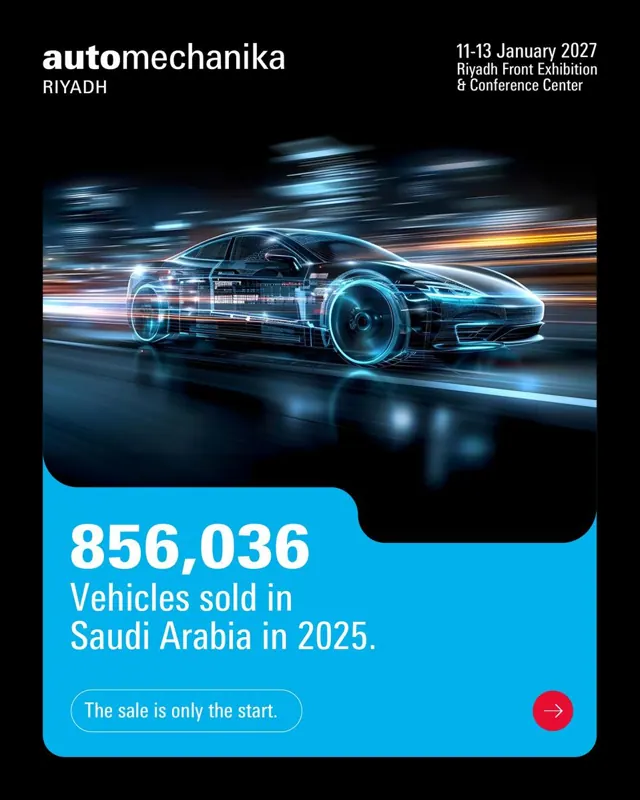 automechanika
RIYADH
11-13 January 2027
Riyadh Front Exhibition
& Conference Center
856,036
Vehicles sold in
Saudi Arabia in 2025.
The sale is only the start.